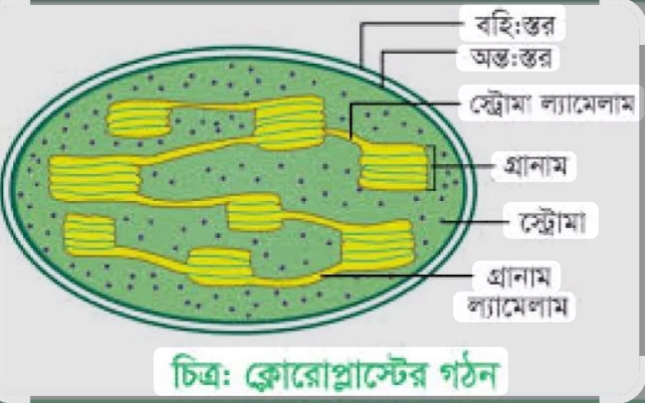 বহি:স্তর
অন্ত:স্তর
স্ট্রোমা ল্যামেলাম
গ্রানাম
স্ট্রোমা
গ্রানাম
ল্যামেলাম
চিত্র: ক্লোরোপ্লাস্টের গঠন